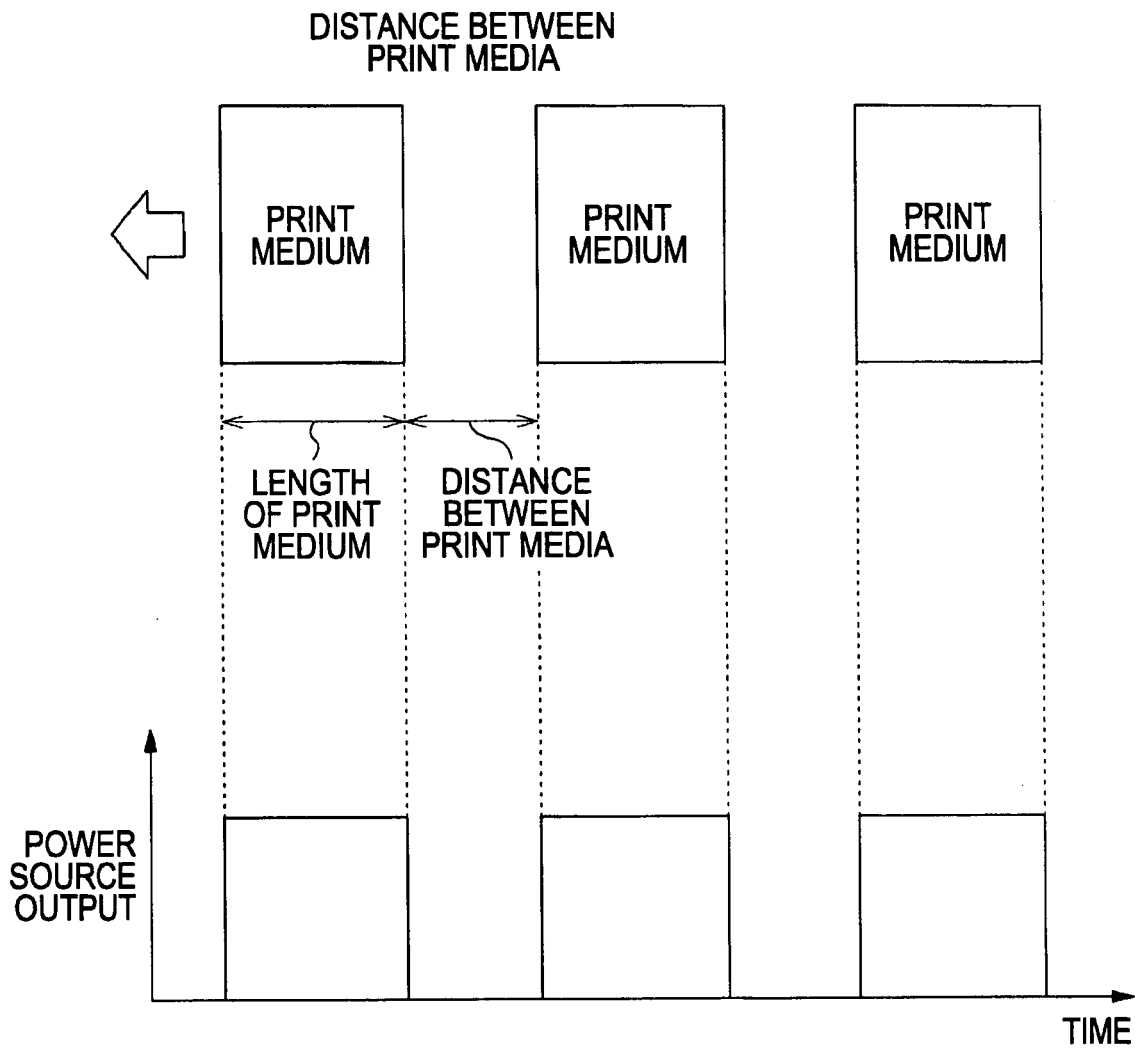 DISTANCE BETWEEN
PRINT MEDIA
PRINT
MEDIUM
PRINT
MEDIUM
PRINT
MEDIUM
LENGTH
OF PRINT
MEDIUM
DISTANCE
BETWEEN
PRINT MEDIA
POWER
SOURCE
OUTPUT
TIME